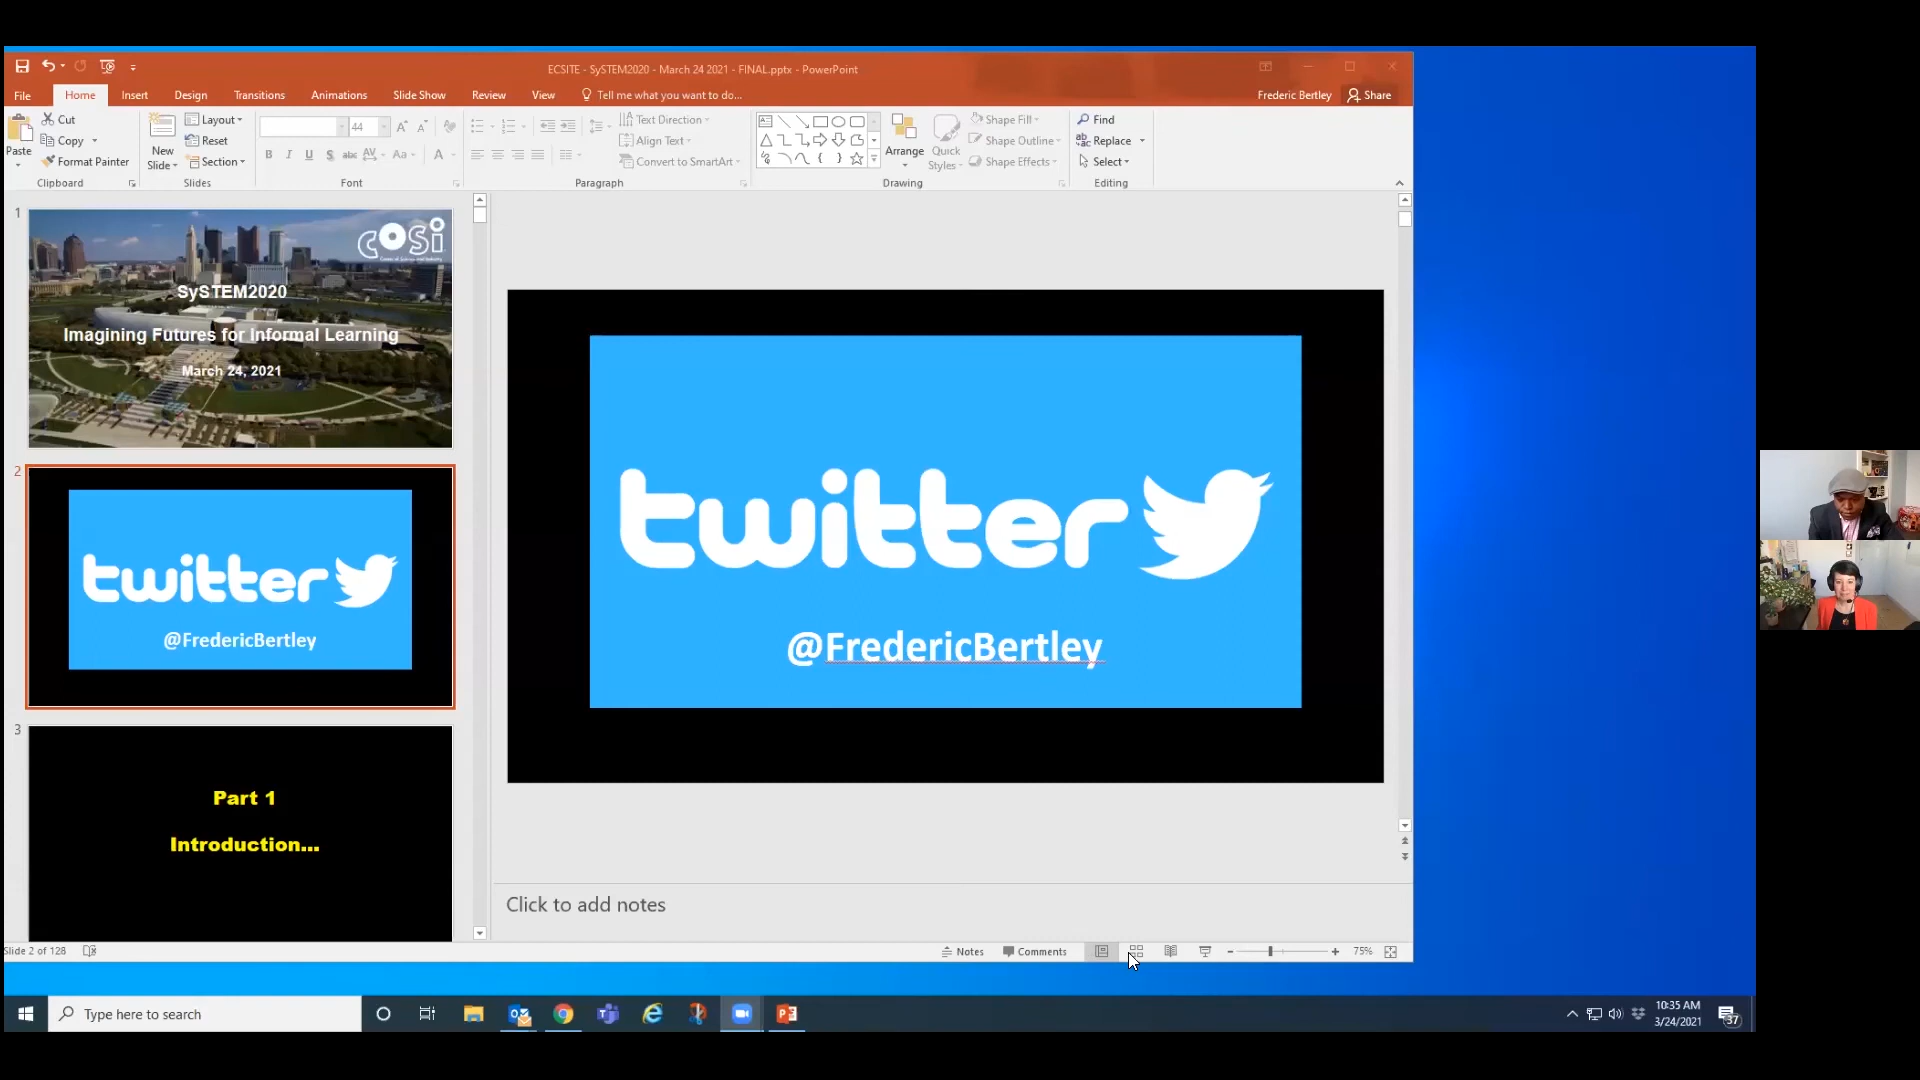 ECSITE - SySTEM2020 - March 24 2021 - FINAL.pptx - PowerPoint
File Home Insert Design Transitions Animations Slide Show Review View Tell me what you want to do... Frederic Bertley Share
Paste
Cut
Copy
Format Painter
Clipboard
New
Slide
Layout
Reset
Section
Slides
44
Font
Text Direction
Align Text
Convert to SmartArt
Paragraph
Arrange
Quick
Styles
Shape Fill
Shape Outline
Shape Effects
Drawing
Find
Replace
Select
Editing
1
COSI
SySTEM2020
Imagining Futures for Informal Learning
March 24, 2021
2
twitter
@FredericBertley
3
Part 1
Introduction...
twitter
@FredericBertley
Click to add notes
Slide 2 of 128 Notes Comments 75%
Type here to search
10:35 AM
3/24/2021
37